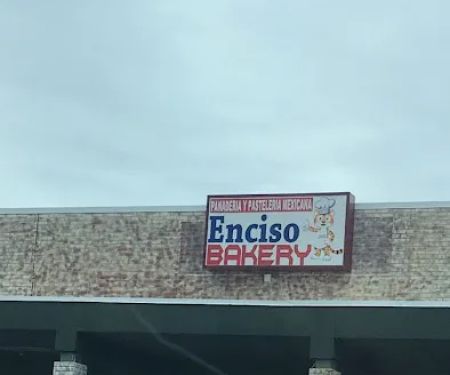 PANADERIA Y PASTELERIA MEXICANA
Enciso
BAKERY